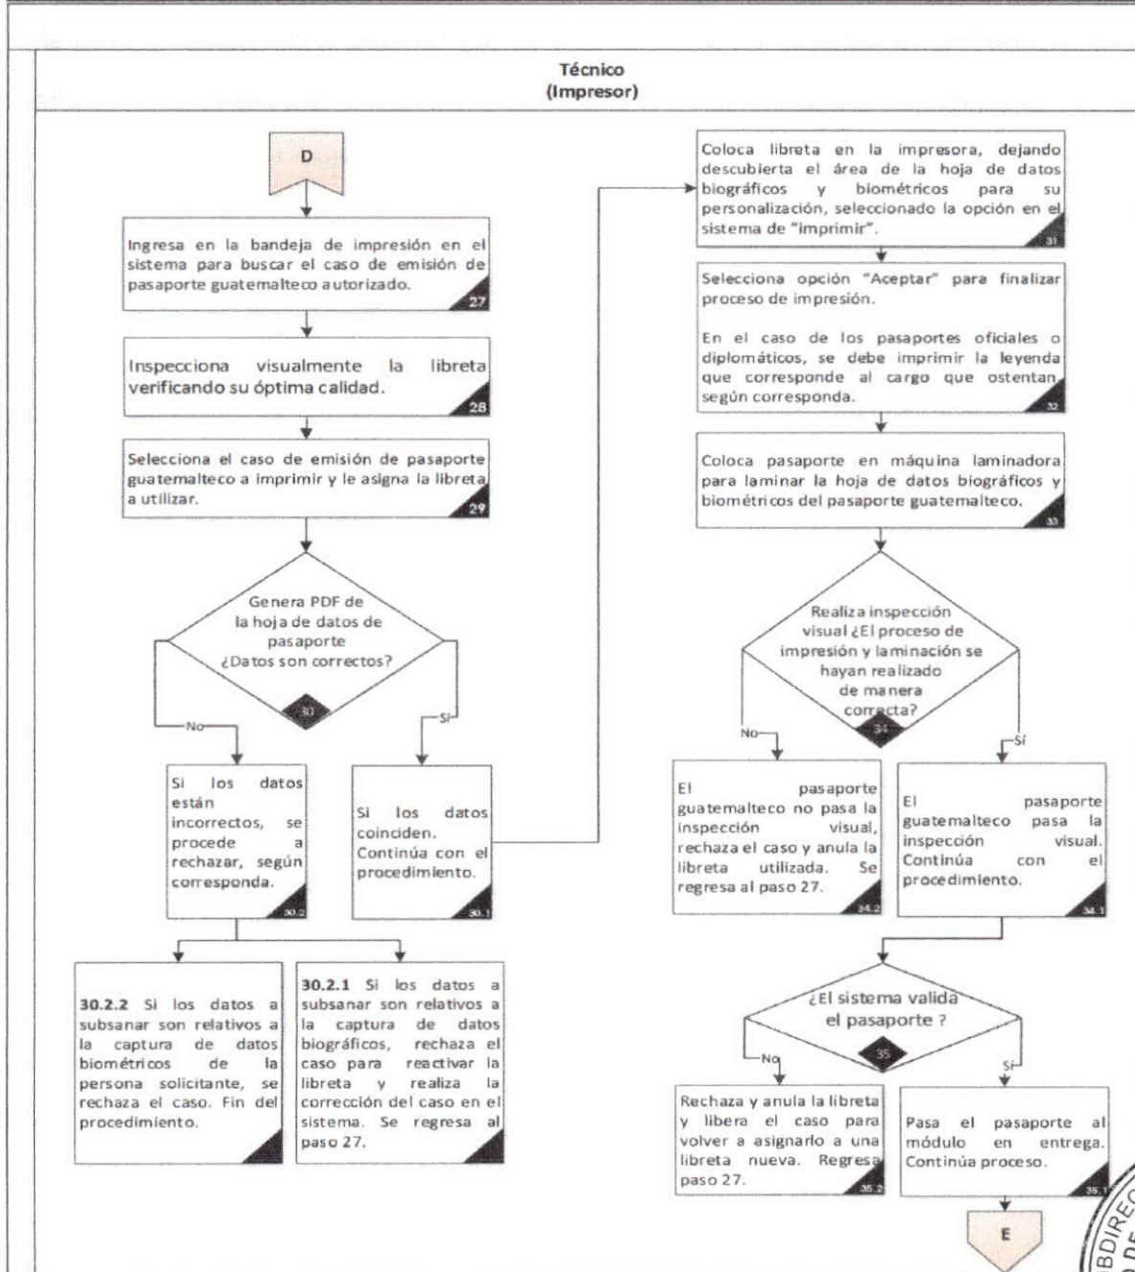 Técnico
(Impresor)
D
Ingresa en la bandeja de impresión en el
sistema para buscar el caso de emisión de
pasaporte guatemalteco autorizado.
27
Inspecciona visualmente la libreta
verificando su óptima calidad.
28
Selecciona el caso de emisión de pasaporte
guatemalteco a imprimir y le asigna la libreta
a utilizar.
29
Genera PDF de
la hoja de datos de
pasaporte
¿Datos son correctos?
30
No
Sí
Si los datos
están
incorrectos, se
procede a
rechazar, según
corresponda.
30.2
Si los datos
coinciden.
Continúa con el
procedimiento.
30.1
30.2.2 Si los datos a
subsanar son relativos a
la captura de datos
biométricos de la
persona solicitante, se
rechaza el caso. Fin del
procedimiento.
30.2.1 Si los datos a
subsanar son relativos a
la captura de datos
biográficos, rechaza el
caso para reactivar la
libreta y realiza la
corrección del caso en el
sistema. Se regresa al
paso 27.
Coloca libreta en la impresora, dejando
descubierta el área de la hoja de datos
biográficos y biométricos para su
personalización, seleccionado la opción en el
sistema de "imprimir".
31
Selecciona opción "Aceptar" para finalizar
proceso de impresión.
En el caso de los pasaportes oficiales o
diplomáticos, se debe imprimir la leyenda
que corresponde al cargo que ostentan,
según corresponda.
32
Coloca pasaporte en máquina laminadora
para laminar la hoja de datos biográficos y
biométricos del pasaporte guatemalteco.
33
Realiza inspección
visual ¿El proceso de
impresión y laminación se
hayan realizado
de manera
correcta?
34
No
Sí
El pasaporte
guatemalteco no pasa la
inspección visual,
rechaza el caso y anula la
libreta utilizada. Se
regresa al paso 27.
34.2
El pasaporte
guatemalteco pasa la
inspección visual.
Continúa con el
procedimiento.
34.1
¿El sistema valida
el pasaporte ?
35
No
Sí
Rechaza y anula la libreta
y libera el caso para
volver a asignarlo a una
libreta nueva. Regresa
paso 27.
35.2
Pasa el pasaporte al
módulo en entrega.
Continúa proceso.
35.1
E